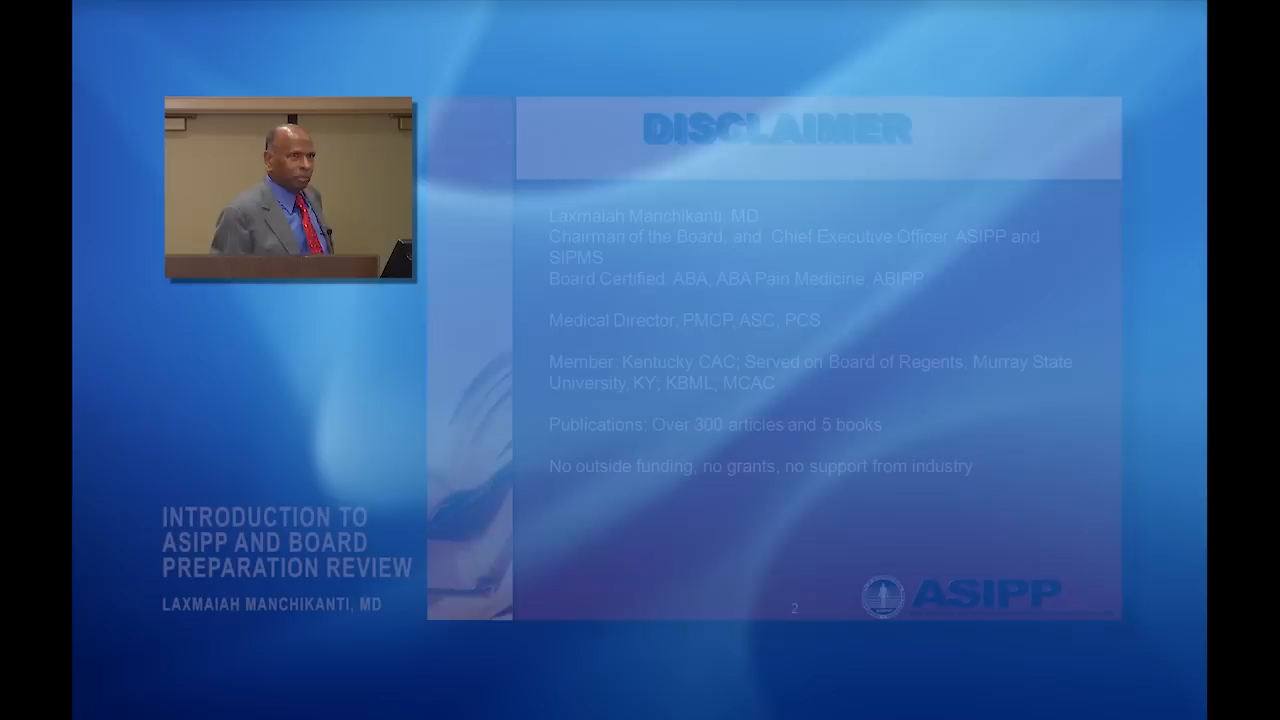 DISCLAIMER
Laxmaiah Manchikanti, MD
Chairman of the Board, and Chief Executive Officer ASIPP and
SIPMS
Board Certified: ABA, ABA Pain Medicine, ABIPP
Medical Director, PMCP, ASC, PCS
Member: Kentucky CAC; Served on Board of Regents, Murray State
University, KY; KBML, MCAC
Publications: Over 300 articles and 5 books
No outside funding, no grants, no support from industry
INTRODUCTION TO
ASIPP AND BOARD
PREPARATION REVIEW
LAXMAIAH MANCHIKANTI, MD
2
ASIPP